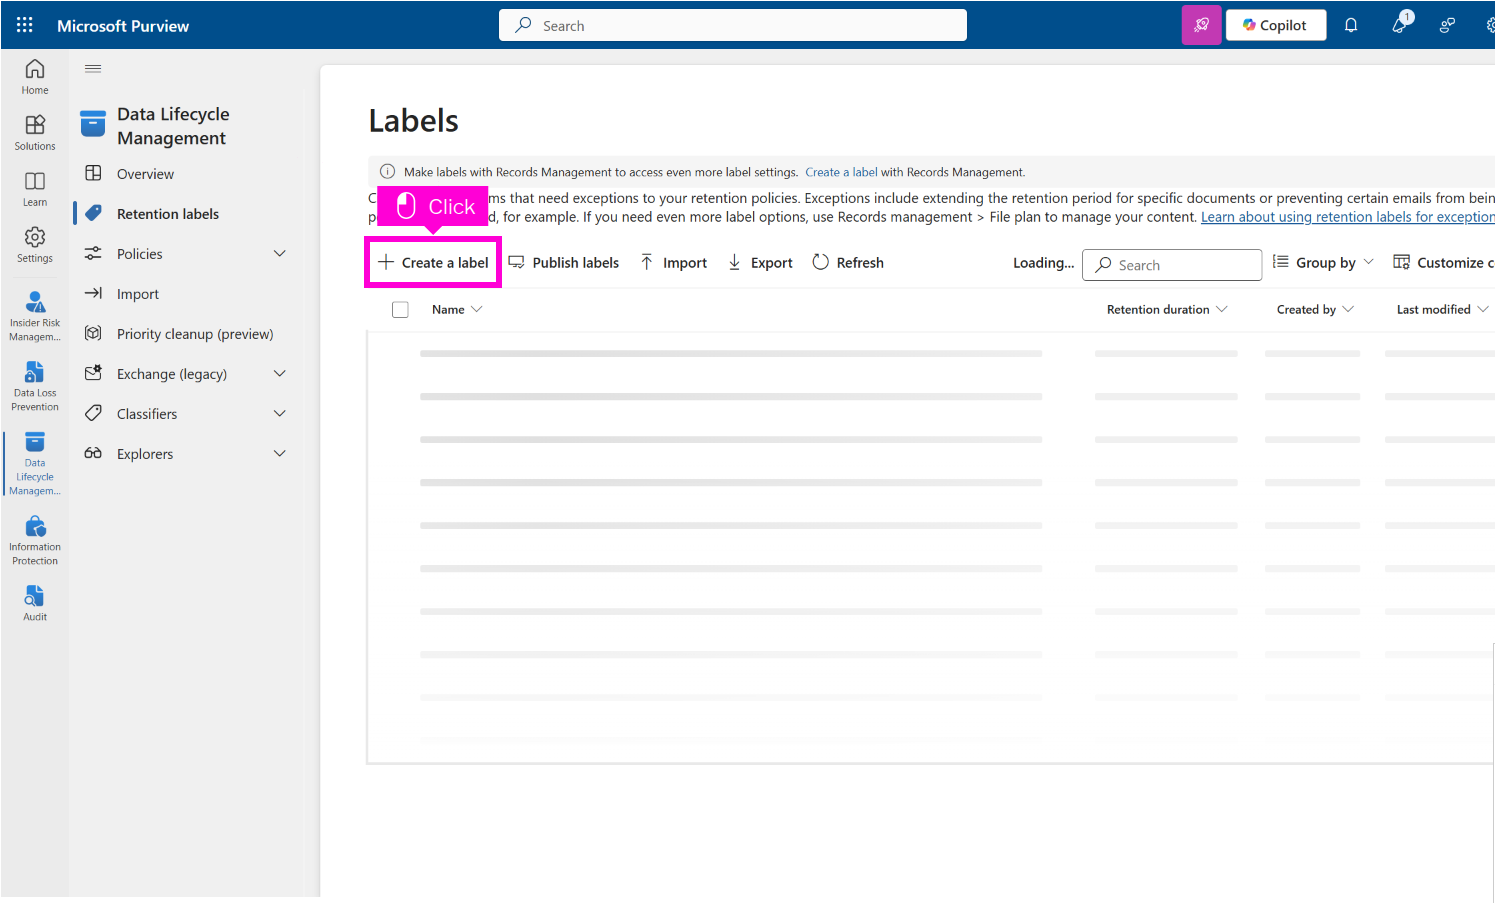 Microsoft Purview
Search
Copilot
1
Home
Solutions
Learn
Settings
Insider Risk
Managem...
Data Loss
Prevention
Data
Lifecycle
Managem...
Information
Protection
Audit
Data Lifecycle
Management
Overview
Retention labels
Policies
Import
Priority cleanup (preview)
Exchange (legacy)
Classifiers
Explorers
Labels
Make labels with Records Management to access even more label settings. Create a label with Records Management.
that need exceptions to your retention policies. Exceptions include extending the retention period for specific documents or preventing certain emails from
for example. If you need even more label options, use Records management > File plan to manage your content. Learn about using retention labels for
Click
Create a label
Publish labels
Import
Export
Refresh
Loading...
Search
Group by
Customize
Name
Retention duration
Created by
Last modified